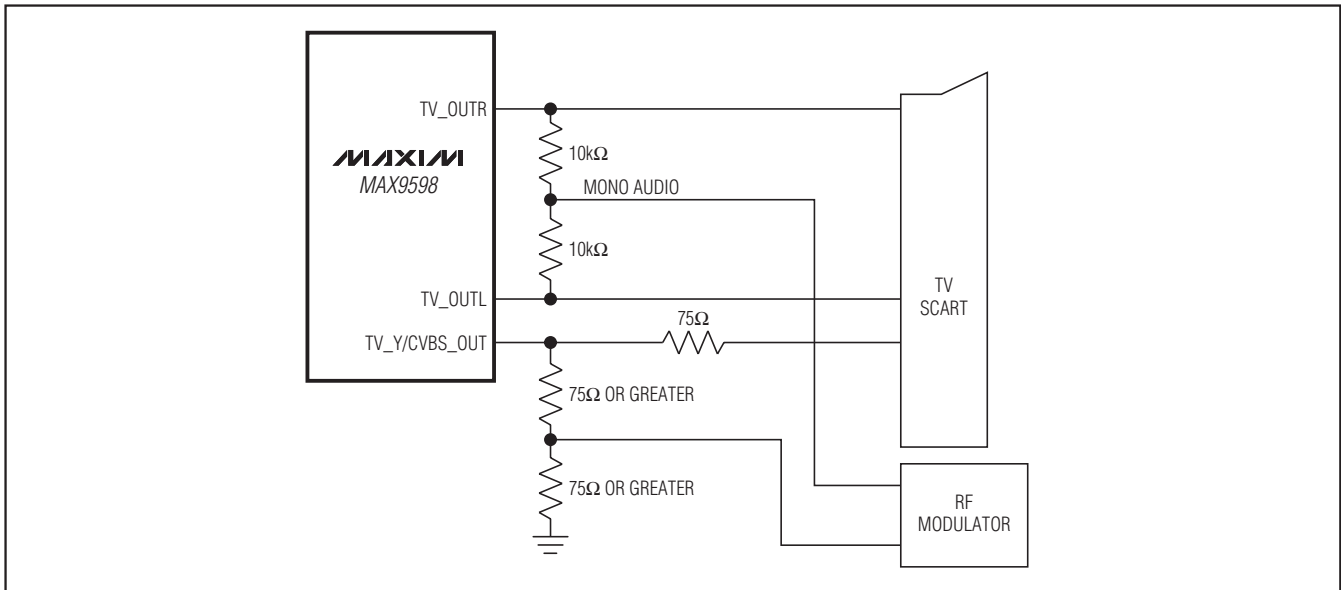 TV_OUTR
10kΩ
MAXIM
MAX9598
MONO AUDIO
10kΩ
TV_OUTL
75Ω
TV
SCART
TV_Y/CVBS_OUT
75Ω OR GREATER
75Ω OR GREATER
RF
MODULATOR